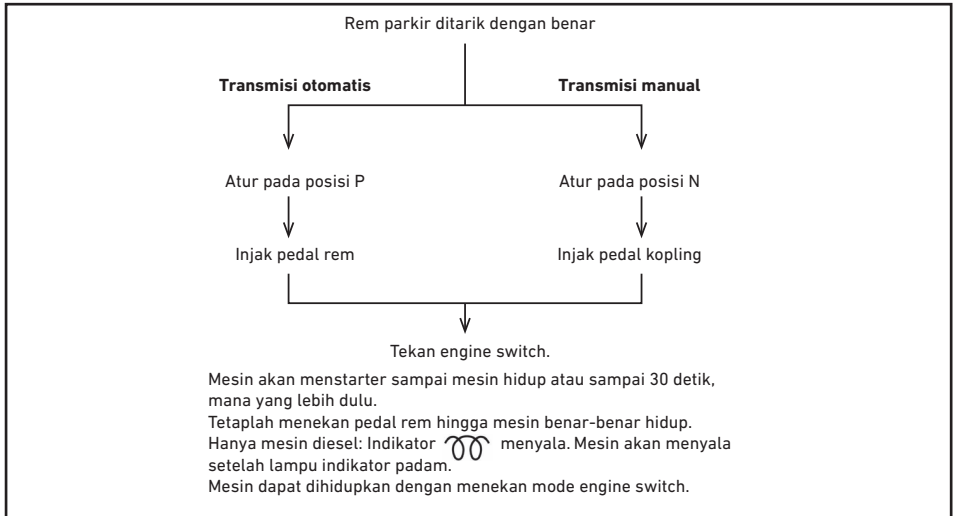 Rem parkir ditarik dengan benar
Transmisi otomatis
Transmisi manual
Atur pada posisi P
Atur pada posisi N
Injak pedal rem
Injak pedal kopling
Tekan engine switch.
Mesin akan menstarter sampai mesin hidup atau sampai 30 detik,
mana yang lebih dulu.
Tetaplah menekan pedal rem hingga mesin benar-benar hidup.
Hanya mesin diesel: Indikator menyala. Mesin akan menyala
setelah lampu indikator padam.
Mesin dapat dihidupkan dengan menekan mode engine switch.